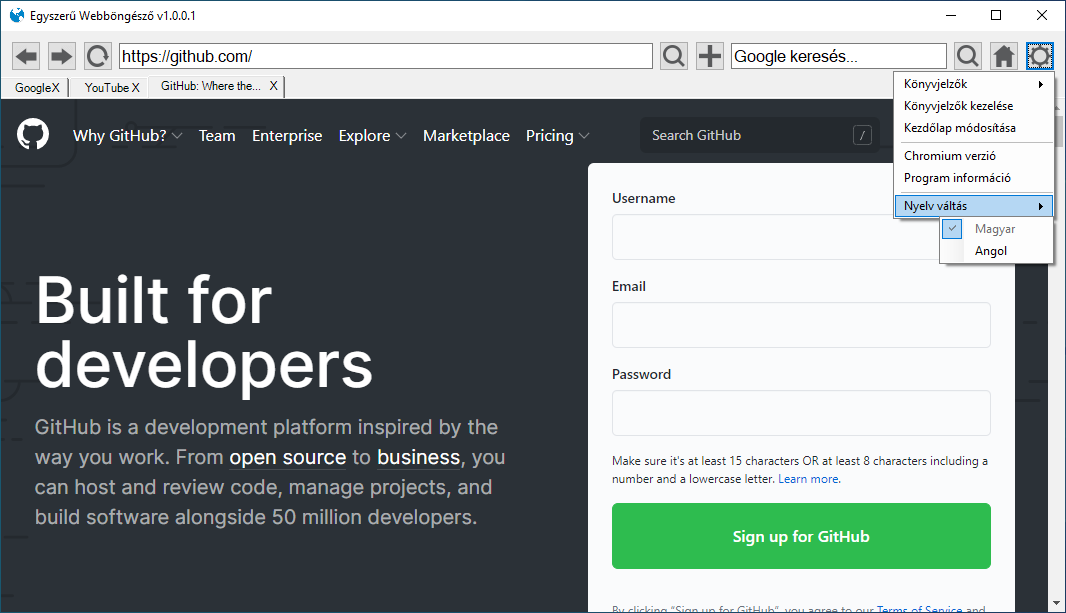 Egyszerű Webböngésző v1.0.0.1
https://github.com/
Google keresés...
GoogleX
YouTube X
GitHub: Where the... X
Könyvjelzők
Könyvjelzők kezelése
Kezdőlap módosítása
Chromium verzió
Program információ
Nyelv váltás
Magyar
Angol
Why GitHub?
Team
Enterprise
Explore
Marketplace
Pricing
Search GitHub
/
Built for
developers
GitHub is a development platform inspired by the
way you work. From open source to business, you
can host and review code, manage projects, and
build software alongside 50 million developers.
Username
Email
Password
Make sure it's at least 15 characters OR at least 8 characters including a
number and a lowercase letter. Learn more.
Sign up for GitHub
By clicking “Sign up for GitHub”, you agree to our Terms of Service and